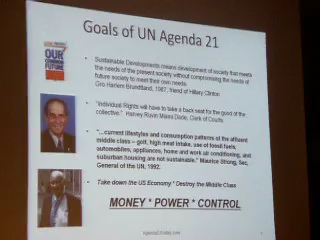 Goals of UN Agenda 21
OUR
COMMON
FUTURE
Sustainable Developments means development of society that meets
the needs of the present society without compromising the needs of
future society to meet their own needs.
Gro Harlem Brundtland, 1987, friend of Hillary Clinton
"Individual Rights will have to take a back seat for the good of the
collective." Harvey Ruvin Miami Dade, Clerk of Courts
"...current lifestyles and consumption patterns of the affluent
middle class – golf, high meat intake, use of fossil fuels,
automobiles, appliances, home and work air conditioning, and
suburban housing are not sustainable." Maurice Strong, Sec,
General of the UN, 1992.
Take down the US Economy * Destroy the Middle Class
MONEY * POWER * CONTROL